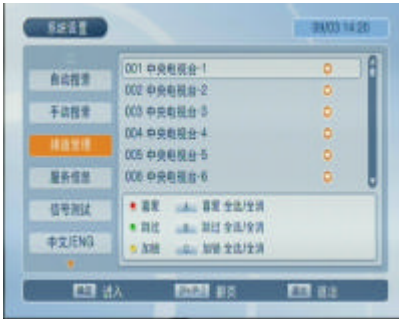 系统设置 09/03 14:20
自动搜索
手动搜索
频道管理
服务信息
信号测试
中文/ENG
001 中央电视台-1
002 中央电视台-2
003 中央电视台-3
004 中央电视台-4
005 中央电视台-5
006 中央电视台-6
喜爱 A 喜爱 全选/全消
跳过 B 跳过 全选/全消
加锁 C 加锁 全选/全消
确定 进入 翻页 退出 退出